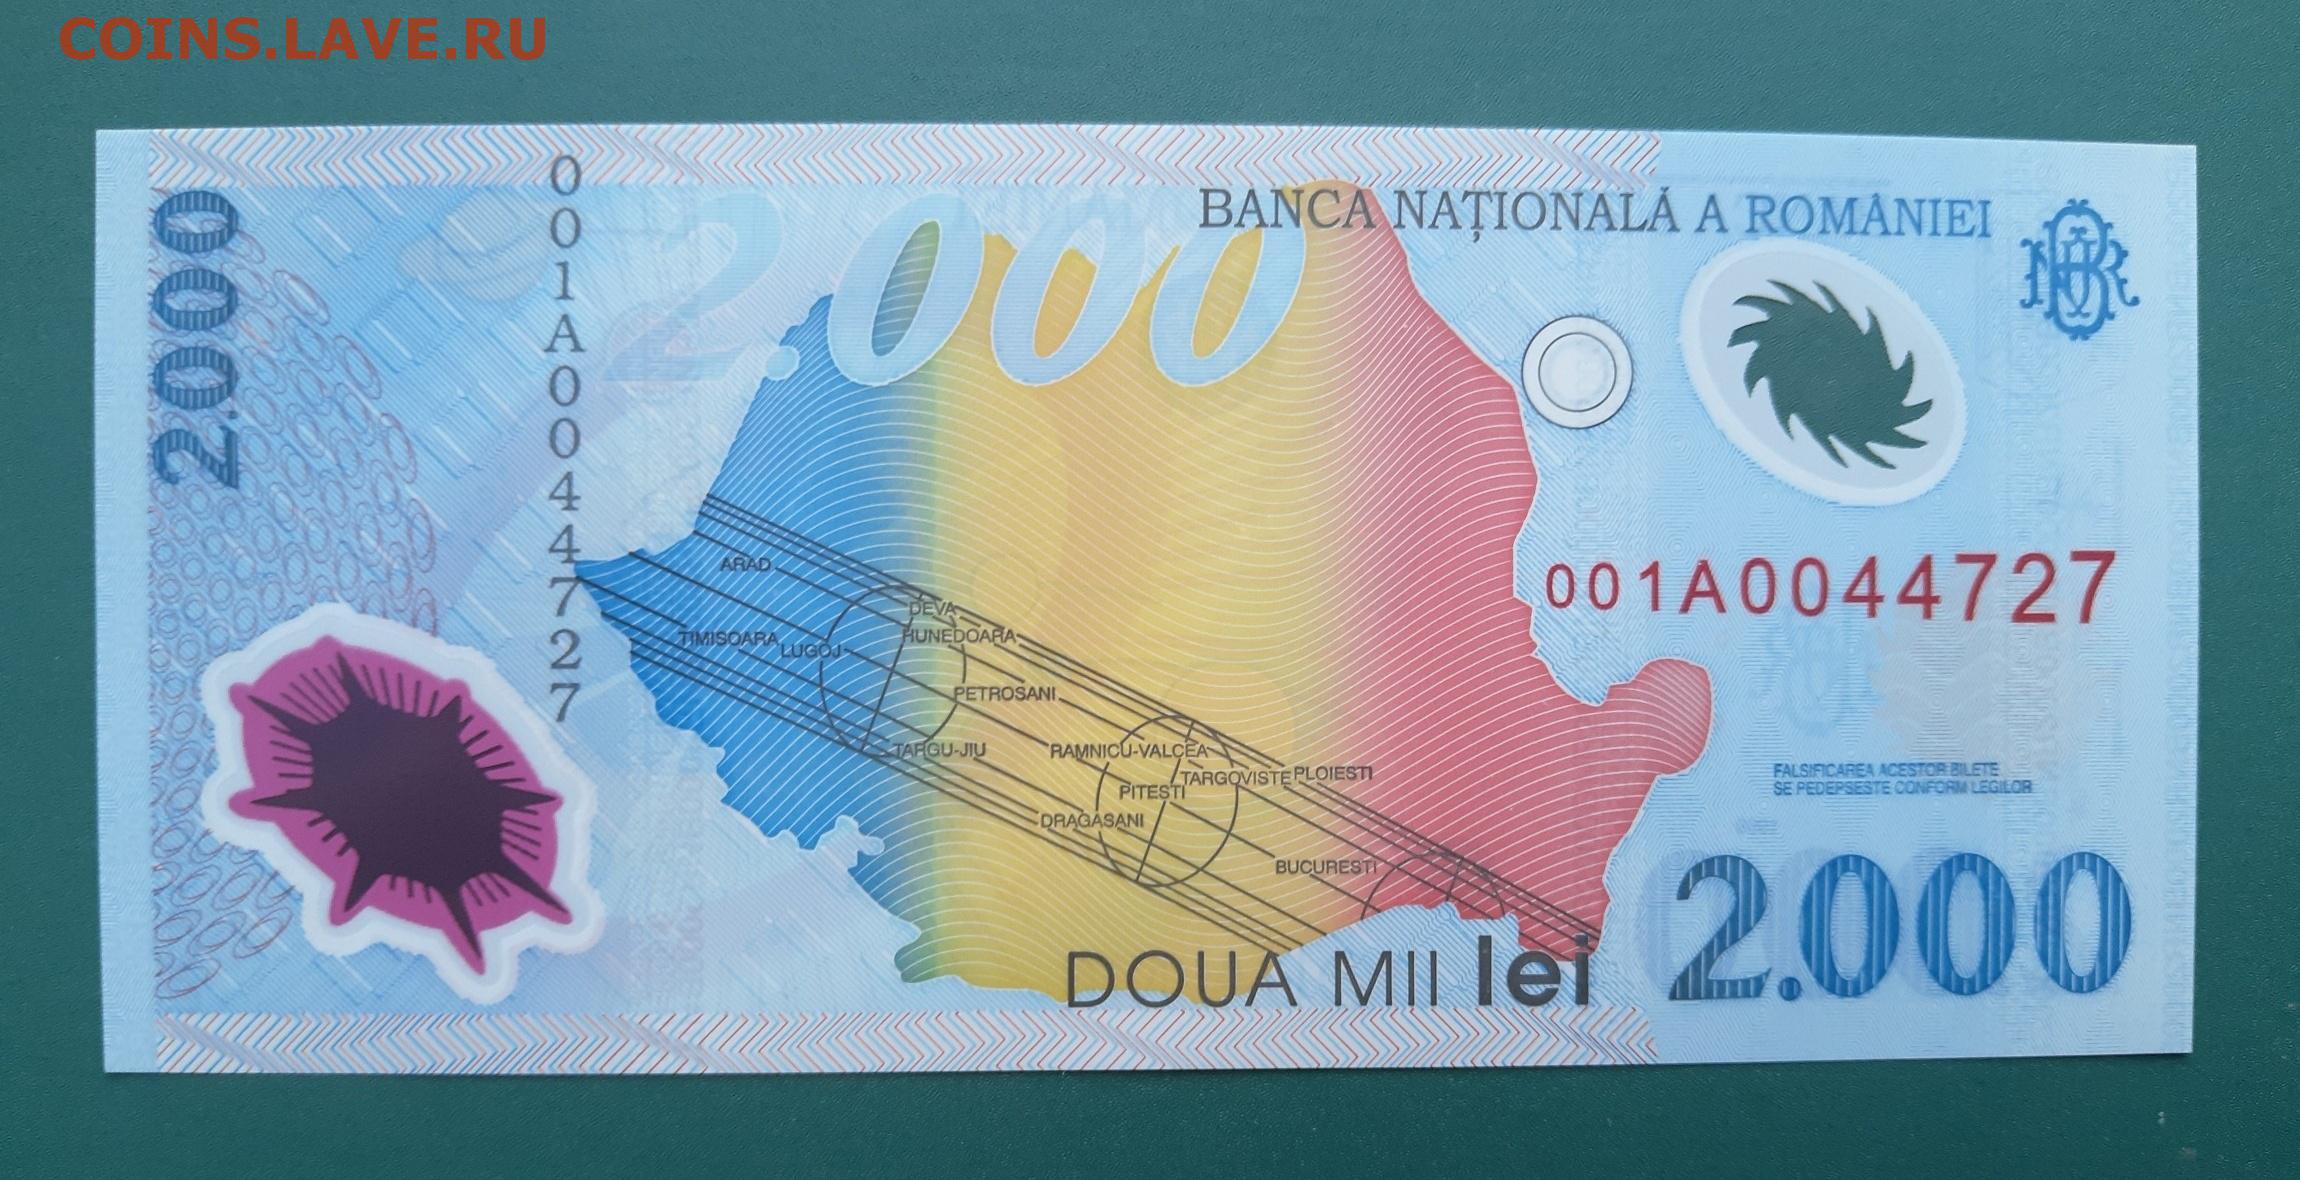 COINS.LAVE.RU
2.000
001A0044727
2.000
BANCA NAȚIONALĂ A ROMÂNIEI
BNR
001A0044727
ARAD
DEVA
HUNEDOARA
TIMISOARA
LUGOJ
PETROSANI
TARGU-JIU
RAMNICU-VALCEA
TARGOVISTE
PLOIESTI
PITESTI
DRAGASANI
BUCURESTI
FALSIFICAREA ACESTOR BILETE
SE PEDEPSESTE CONFORM LEGILOR
DOUA MII lei
2.000